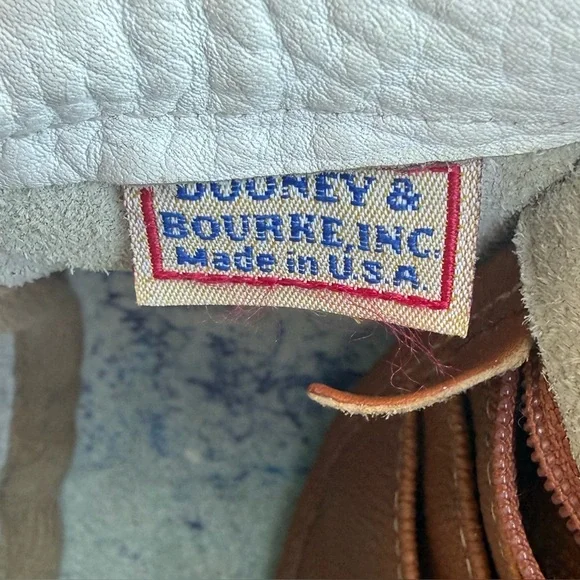 DOONEY &
BOURKE, INC.
Made in U.S.A.